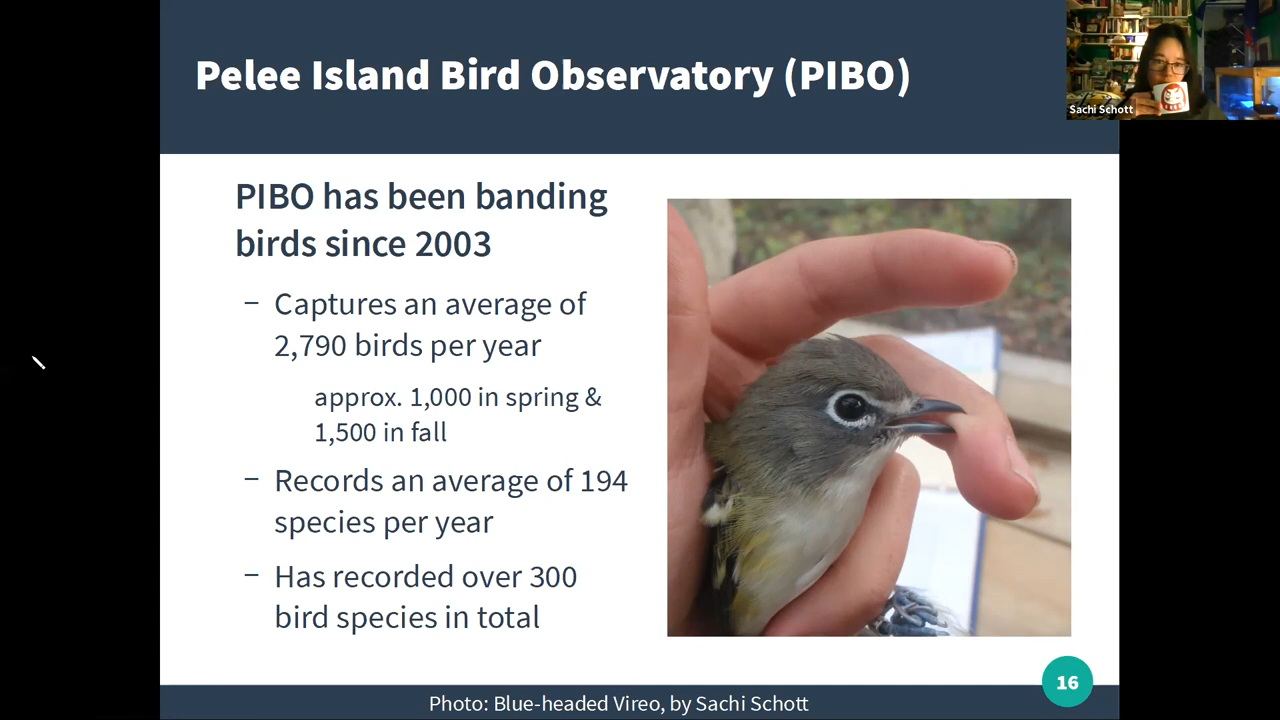 Pelee Island Bird Observatory (PIBO)
Sachi Schott
PIBO has been banding
birds since 2003
– Captures an average of
2,790 birds per year
approx. 1,000 in spring &
1,500 in fall
– Records an average of 194
species per year
– Has recorded over 300
bird species in total
16
Photo: Blue-headed Vireo, by Sachi Schott